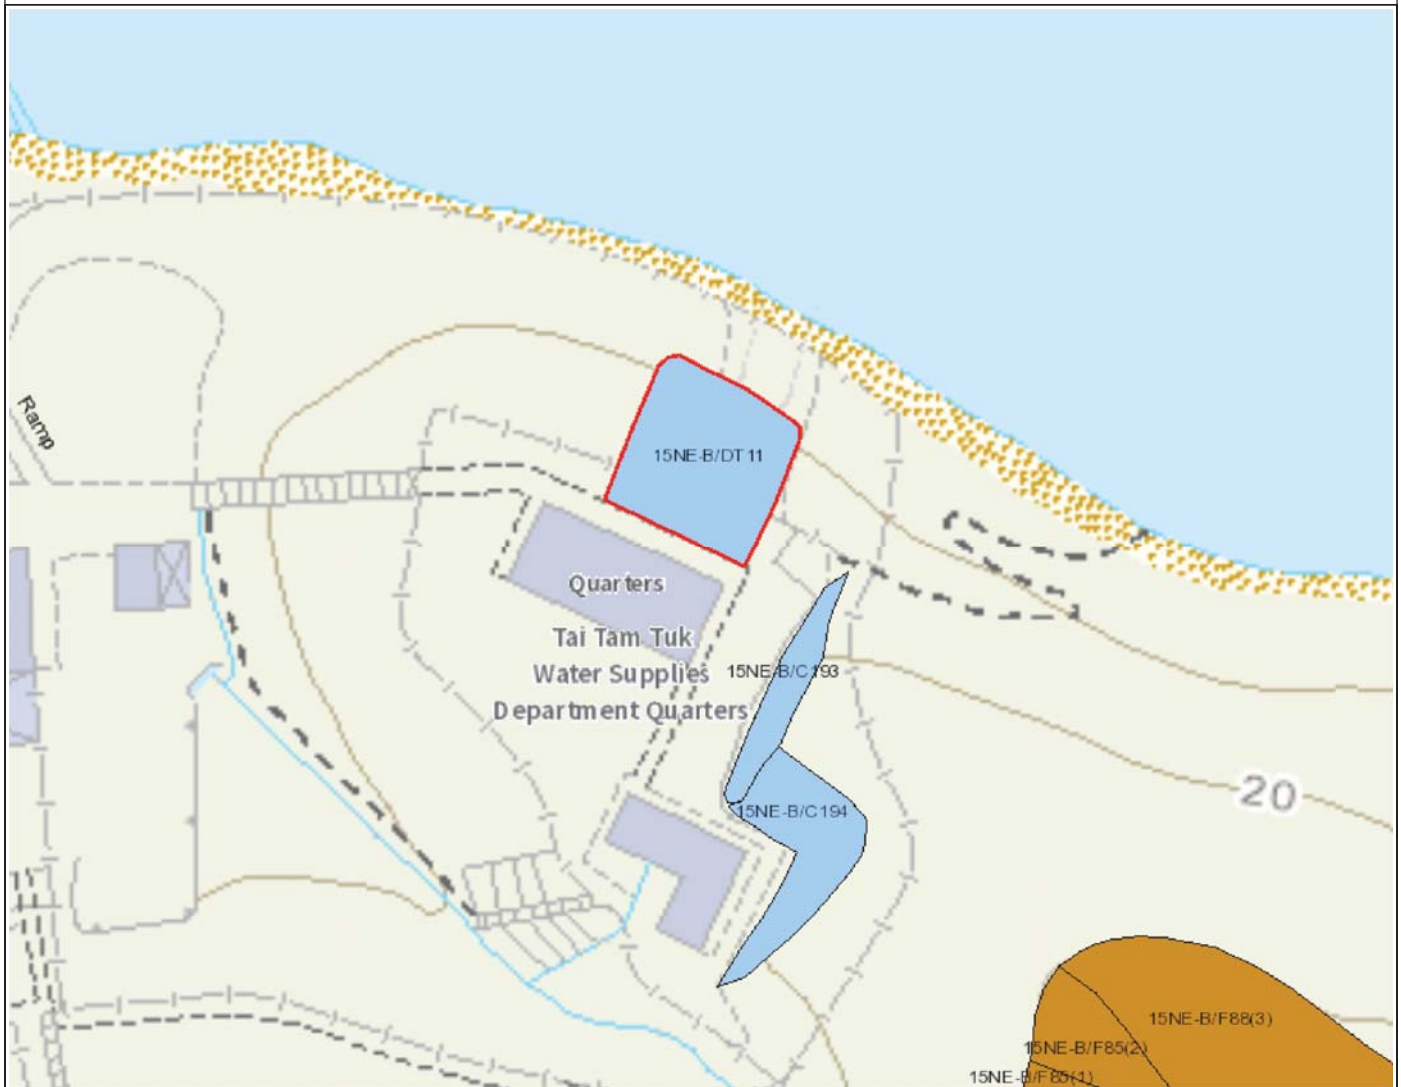 Ramp
15NE-B/DT11
Quarters
Tai Tam Tuk
Water Supplies
Department Quarters
15NE-B/C193
20
15NE-B/C194
15NE-B/F88(3)
15NE-B/F85(2)
15NE-B/F85(1)